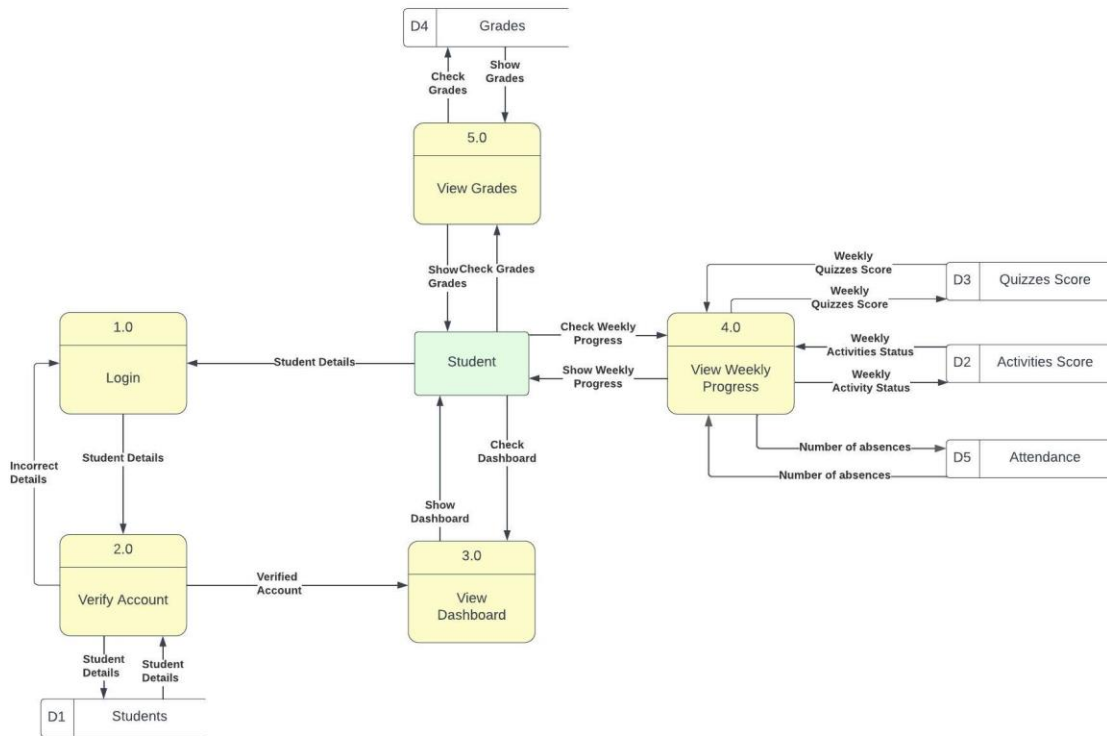 D4 Grades
Check
Grades
Show
Grades
5.0
View Grades
Show
Grades
Check Grades
Weekly
Quizzes Score
D3 Quizzes Score
Weekly
Quizzes Score
1.0
Login
Student Details
Student
Check Weekly
Progress
Show Weekly
Progress
4.0
View Weekly
Progress
Weekly
Activities Status
D2 Activities Score
Weekly
Activity Status
Number of absences
D5 Attendance
Number of absences
Incorrect
Details
Student Details
Check
Dashboard
Show
Dashboard
2.0
Verify Account
Verified
Account
3.0
View
Dashboard
Student
Details
Student
Details
D1 Students